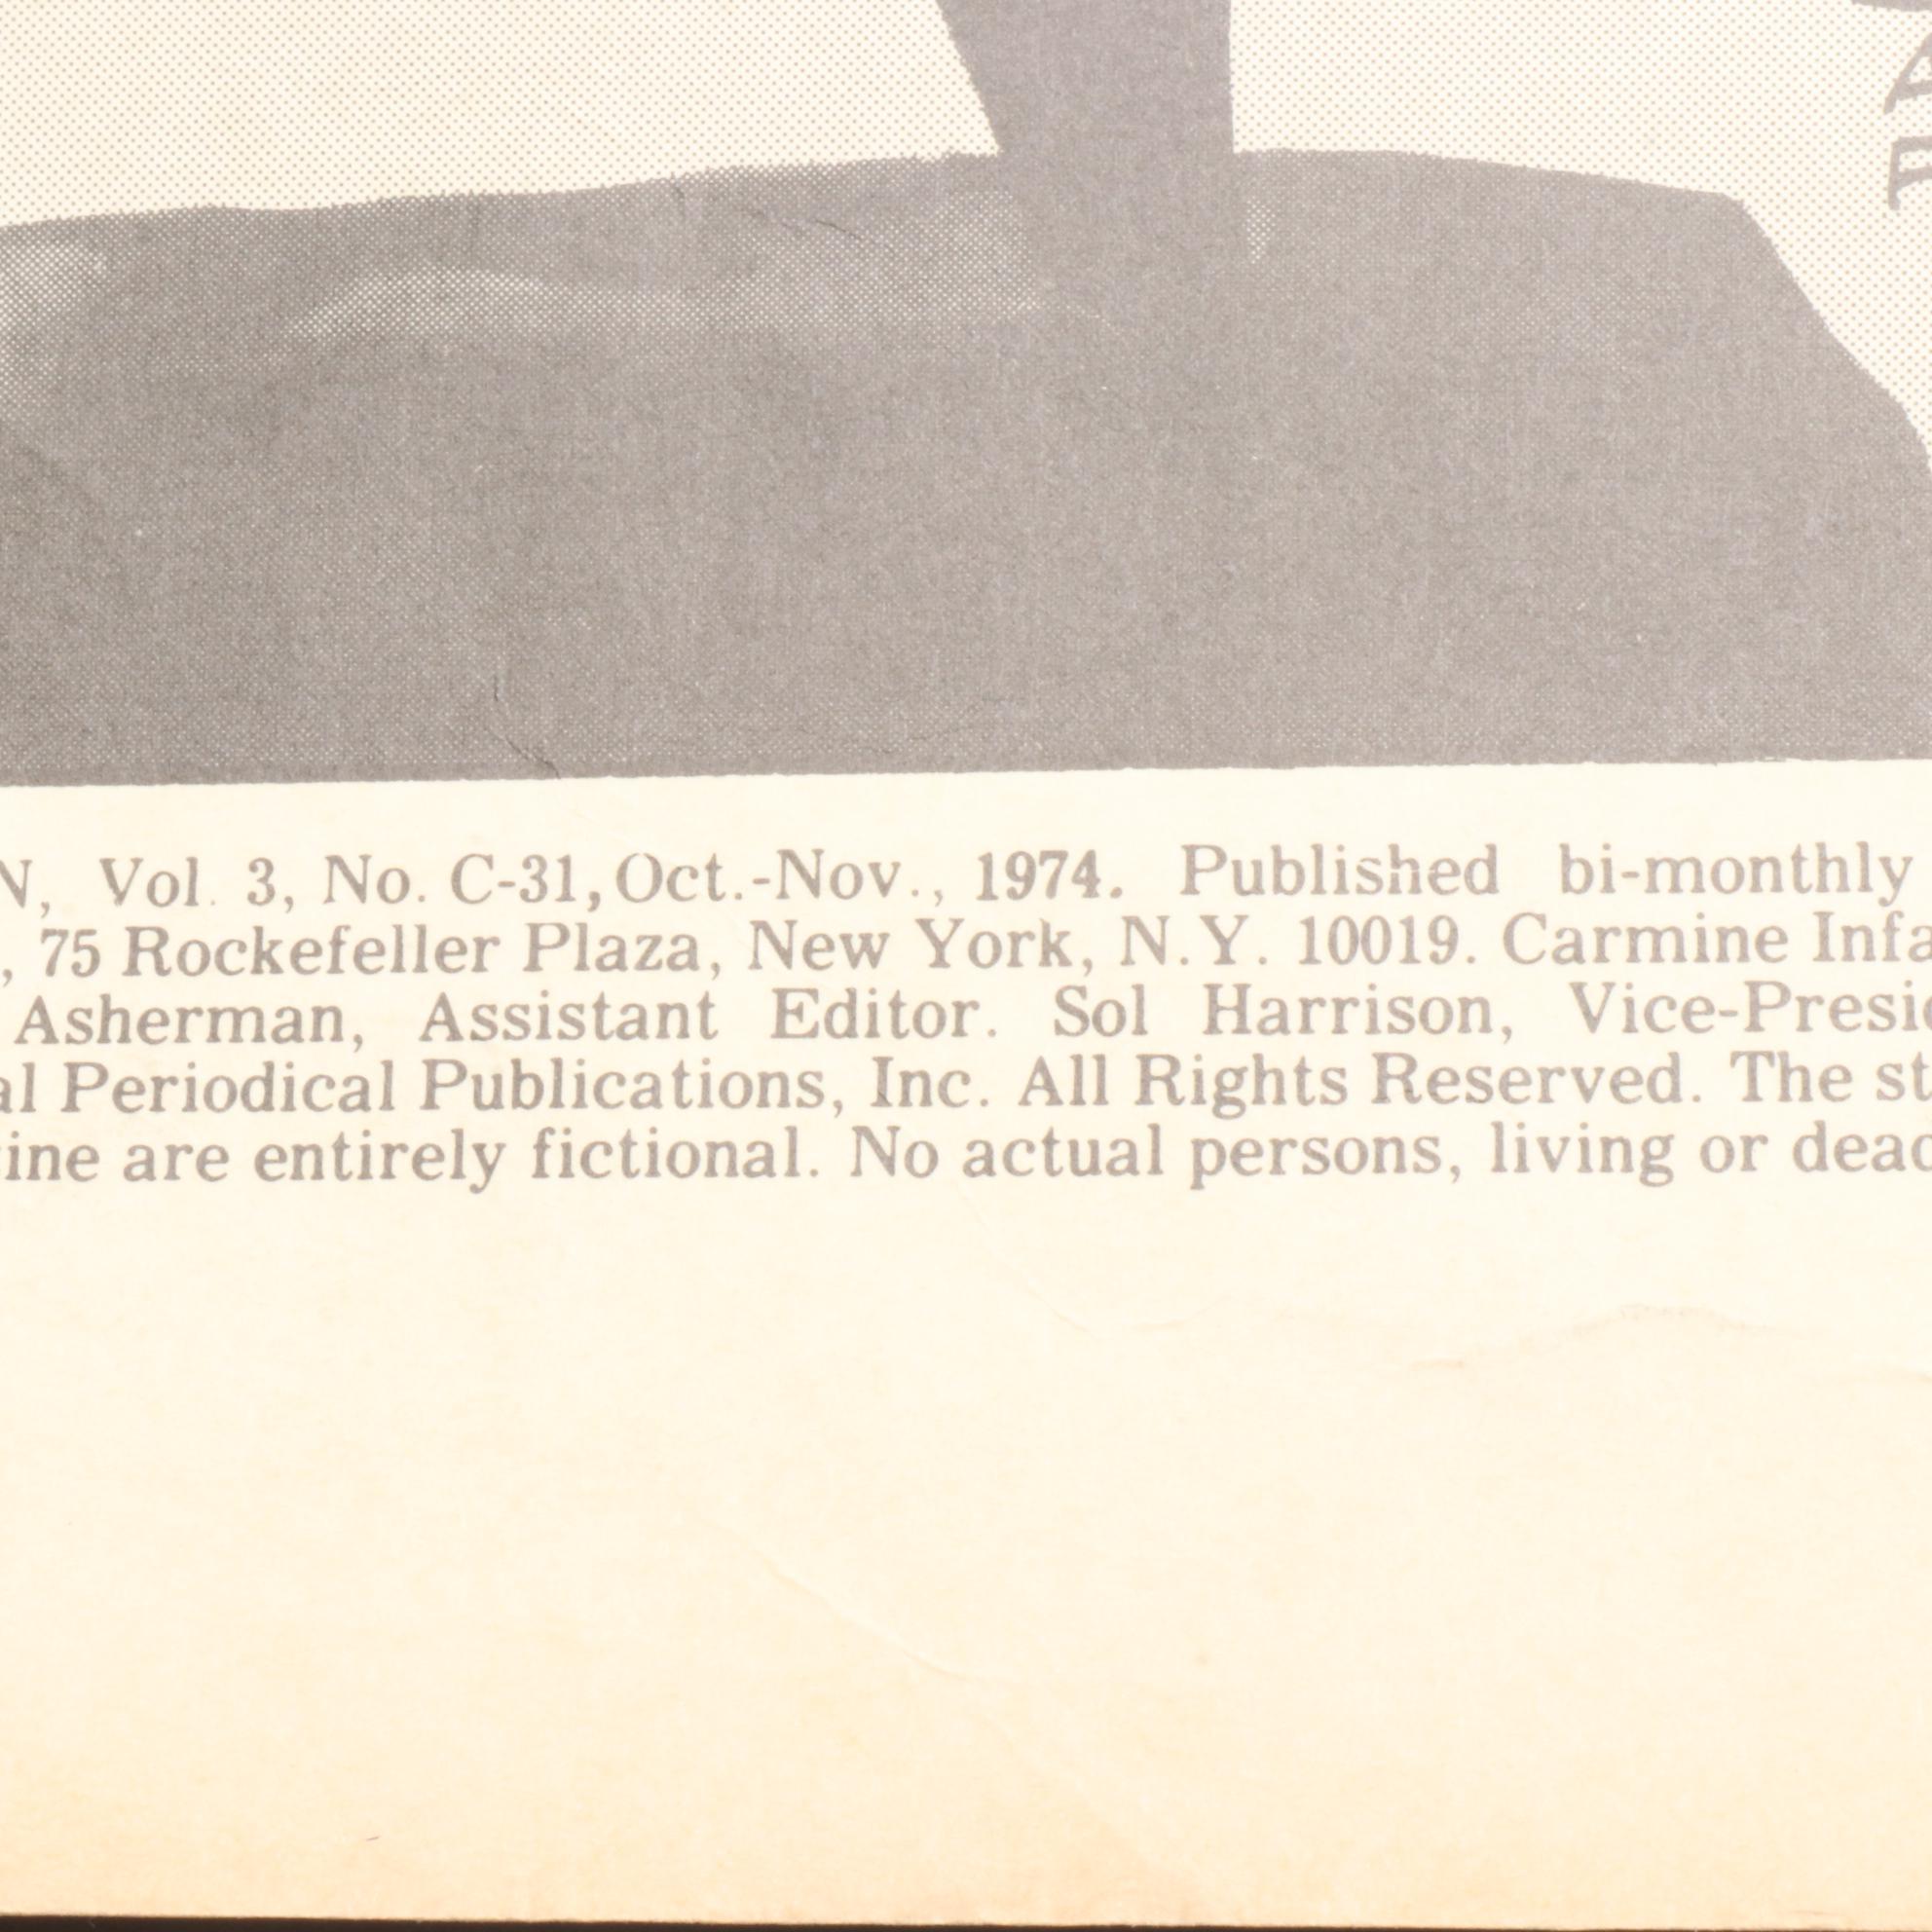 N, Vol. 3, No. C-31, Oct.-Nov., 1974. Published bi-monthly
, 75 Rockefeller Plaza, New York, N.Y. 10019. Carmine Infa
Asherman, Assistant Editor. Sol Harrison, Vice-Presid
al Periodical Publications, Inc. All Rights Reserved. The st
ine are entirely fictional. No actual persons, living or dead